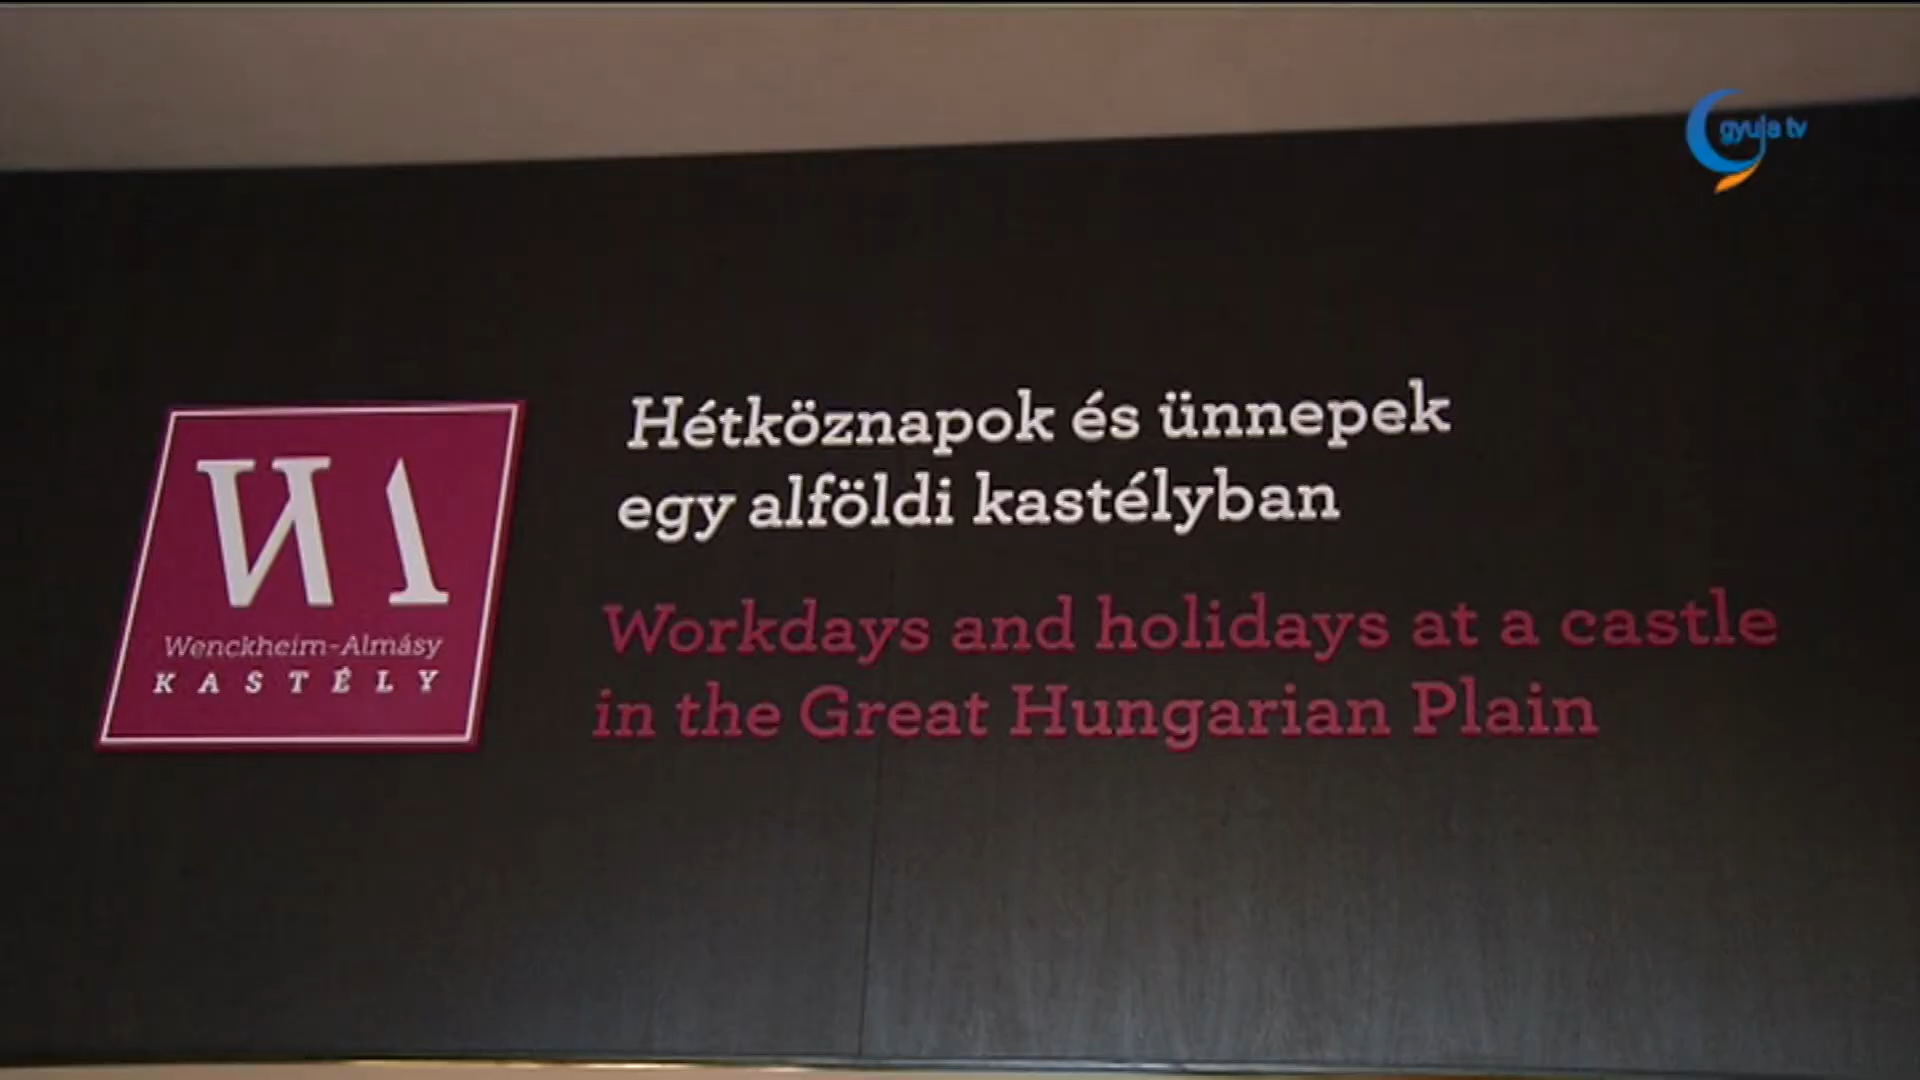 gyula tv
Hétköznapok és ünnepek
egy alföldi kastélyban
Workdays and holidays at a castle
in the Great Hungarian Plain
WA
Wenckheim-Almásy
KASTÉLY